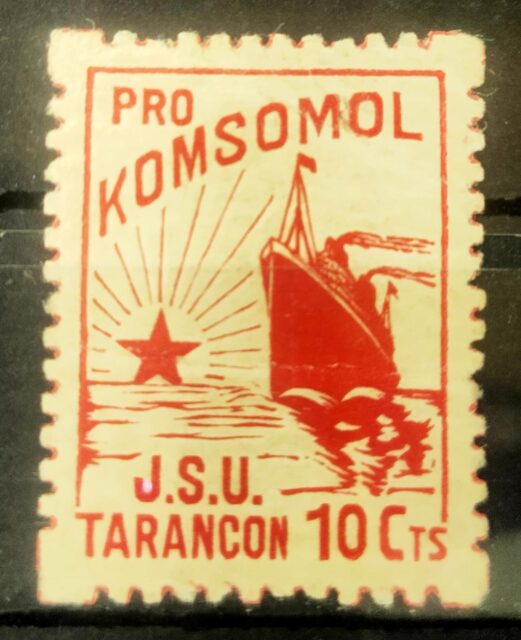 PRO
KOMSOMOL
J.S.U.
TARANCON 10 CTS